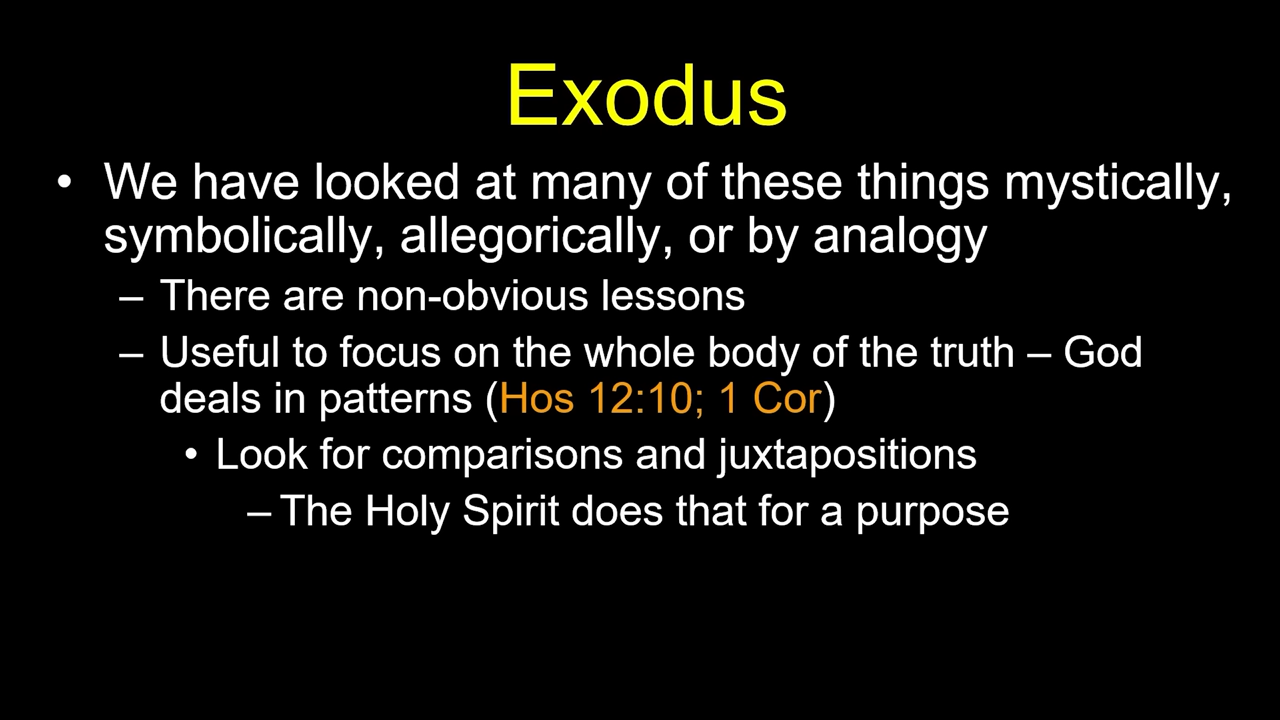 Exodus
• We have looked at many of these things mystically,
symbolically, allegorically, or by analogy
– There are non-obvious lessons
– Useful to focus on the whole body of the truth – God
deals in patterns (Hos 12:10; 1 Cor)
• Look for comparisons and juxtapositions
– The Holy Spirit does that for a purpose